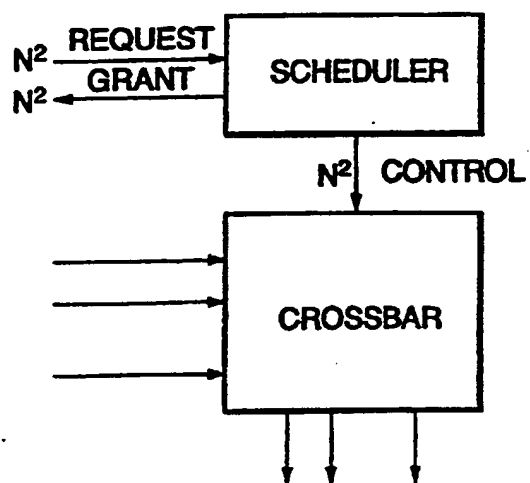 N² REQUEST
N² GRANT
SCHEDULER
N² CONTROL
CROSSBAR